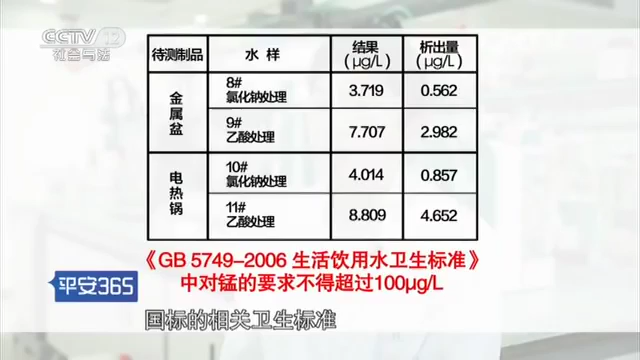 CCTV 12
社会与法
待测制品 水样 结果(μg/L) 析出量(μg/L)
金属盆 8# 氯化钠处理 3.719 0.562
9# 乙酸处理 7.707 2.982
电热锅 10# 氯化钠处理 4.014 0.857
11# 乙酸处理 8.809 4.652
《GB 5749-2006 生活饮用水卫生标准》
中对锰的要求不得超过100μg/L
平安365
国标的相关卫生标准